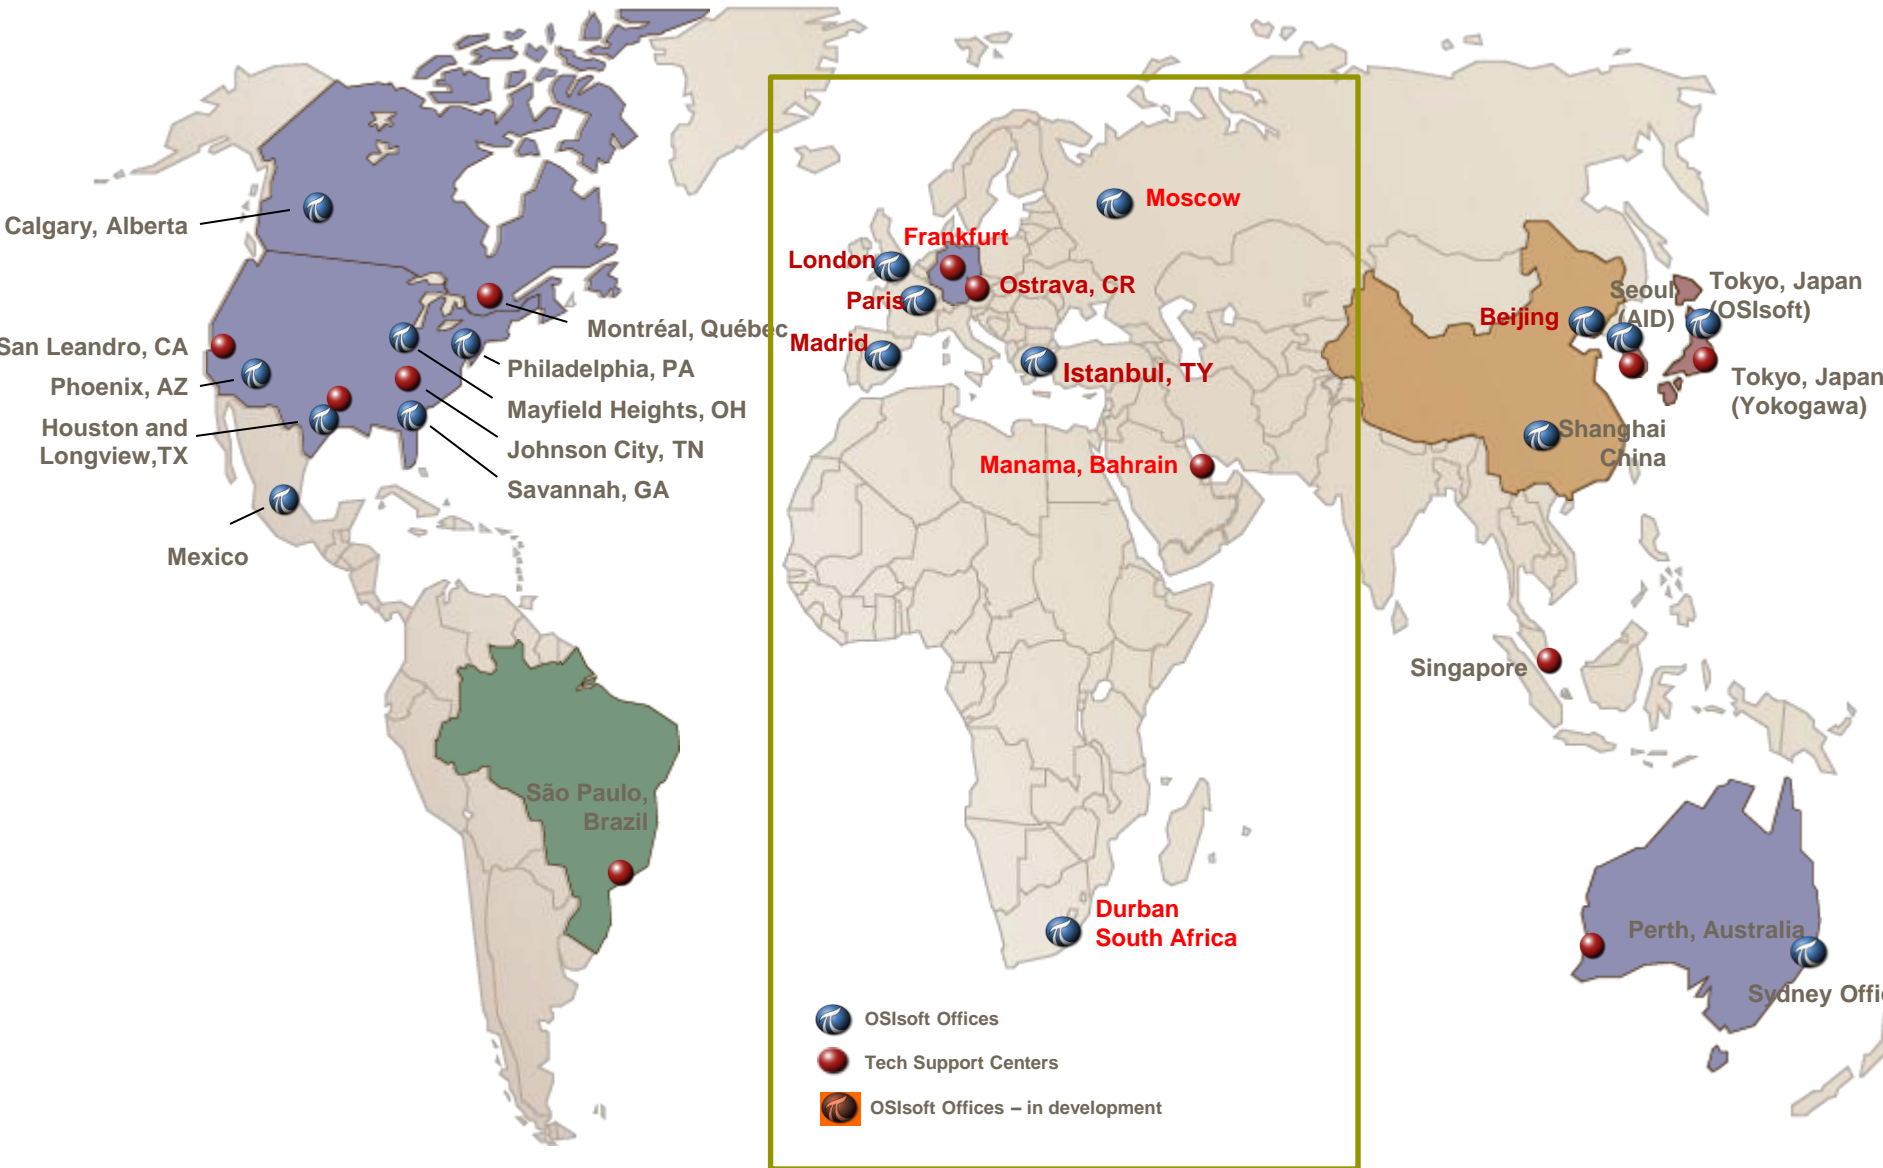 Calgary, Alberta
San Leandro, CA
Phoenix, AZ
Houston and
Longview,TX
Mexico
Montréal, Québec
Philadelphia, PA
Mayfield Heights, OH
Johnson City, TN
Savannah, GA
São Paulo,
Brazil
Moscow
Frankfurt
London
Ostrava, CR
Paris
Madrid
Istanbul, TY
Manama, Bahrain
Durban
South Africa
Beijing
Seoul
(AID)
Tokyo, Japan
(OSIsoft)
Tokyo, Japan
(Yokogawa)
Shanghai
China
Singapore
Perth, Australia
Sydney Offi
OSIsoft Offices
Tech Support Centers
OSIsoft Offices – in development